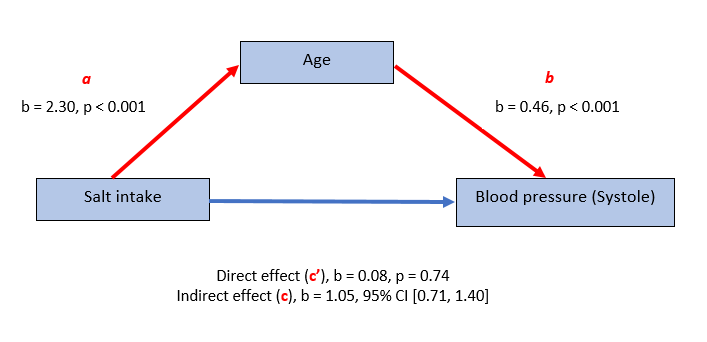 Age
a
b = 2.30, p < 0.001
b
b = 0.46, p < 0.001
Salt intake
Blood pressure (Systole)
Direct effect (c’), b = 0.08, p = 0.74
Indirect effect (c), b = 1.05, 95% CI [0.71, 1.40]